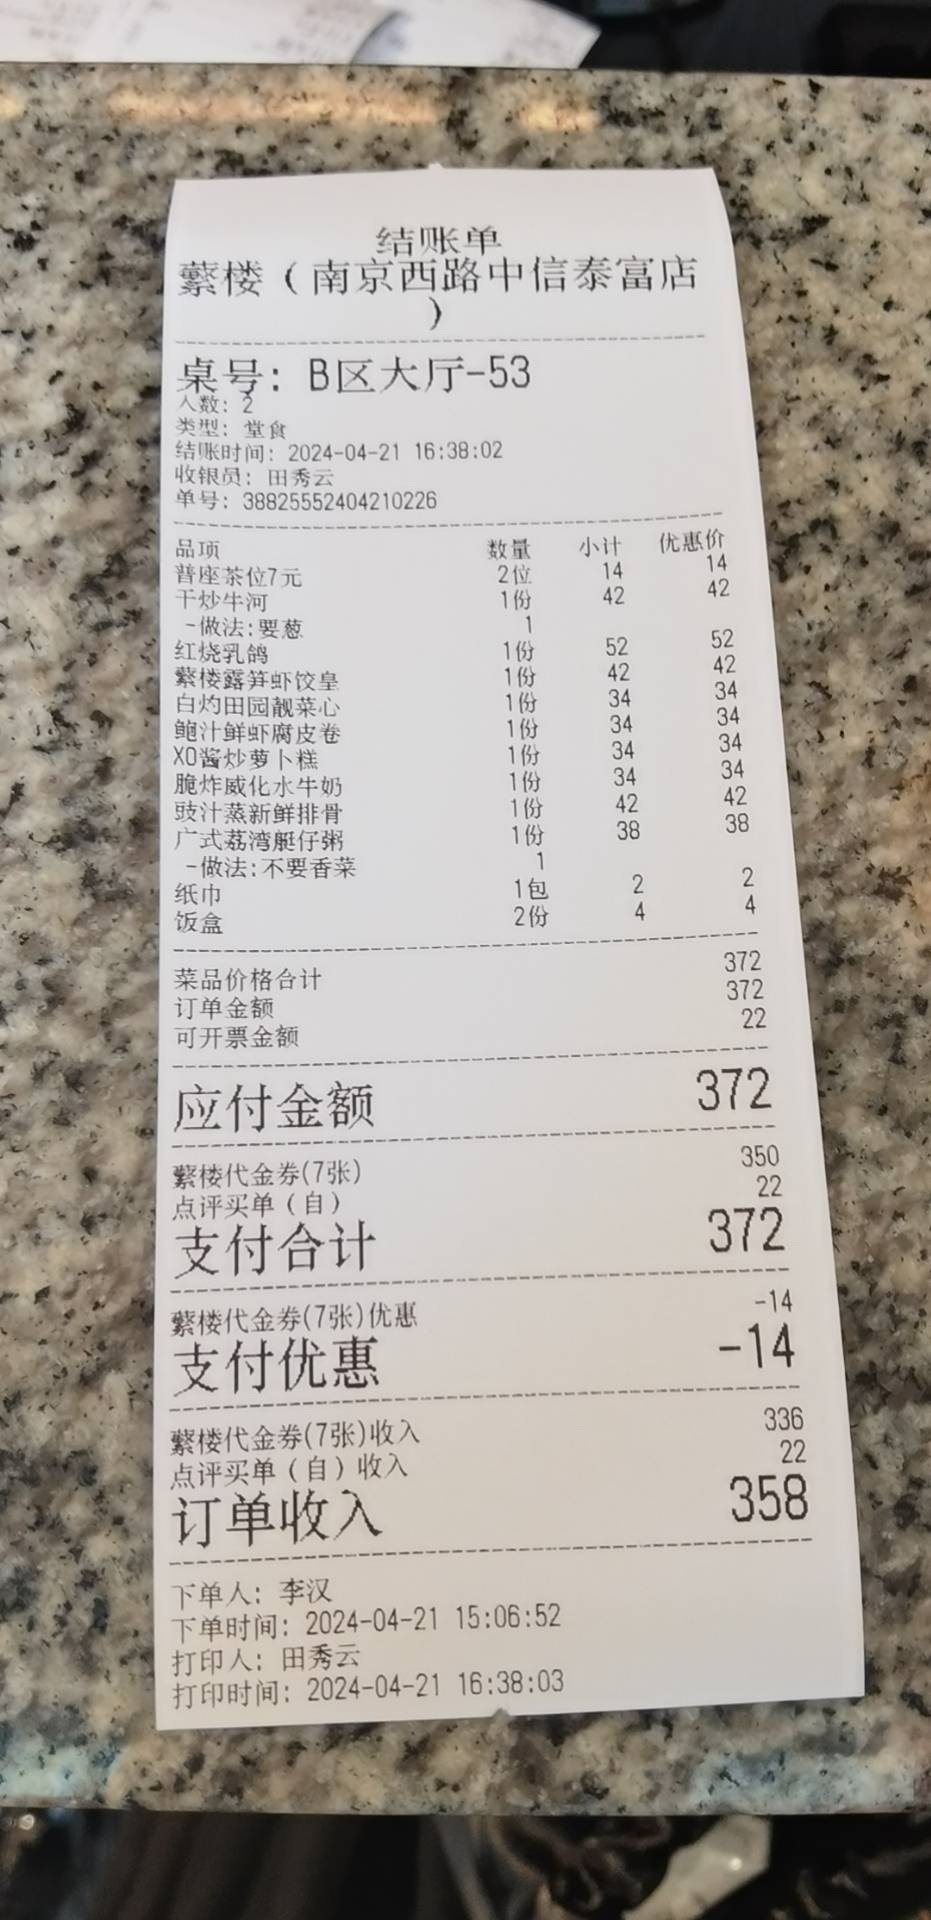 结账单
蘩楼（南京西路中信泰富店
）
桌号: B区大厅-53
人数: 2
类型: 堂食
结账时间: 2024-04-21 16:38:02
收银员: 田秀云
单号: 38825552404210226
品项 数量 小计 优惠价
普座茶位7元 2位 14 14
干炒牛河 1份 42 42
-做法:要葱 1
红烧乳鸽 1份 52 52
蘩楼露笋虾饺皇 1份 42 42
白灼田园靓菜心 1份 34 34
鲍汁鲜虾腐皮卷 1份 34 34
XO酱炒萝卜糕 1份 34 34
脆炸威化水牛奶 1份 34 34
豉汁蒸新鲜排骨 1份 42 42
广式荔湾艇仔粥 1份 38 38
-做法:不要香菜 1
纸巾 1包 2 2
饭盒 2份 4 4
菜品价格合计 372
订单金额 372
可开票金额 22
应付金额 372
蘩楼代金券(7张) 350
点评买单（自） 22
支付合计 372
蘩楼代金券(7张)优惠 -14
支付优惠 -14
蘩楼代金券(7张)收入 336
点评买单（自）收入 22
订单收入 358
下单人: 李汉
下单时间: 2024-04-21 15:06:52
打印人: 田秀云
打印时间: 2024-04-21 16:38:03